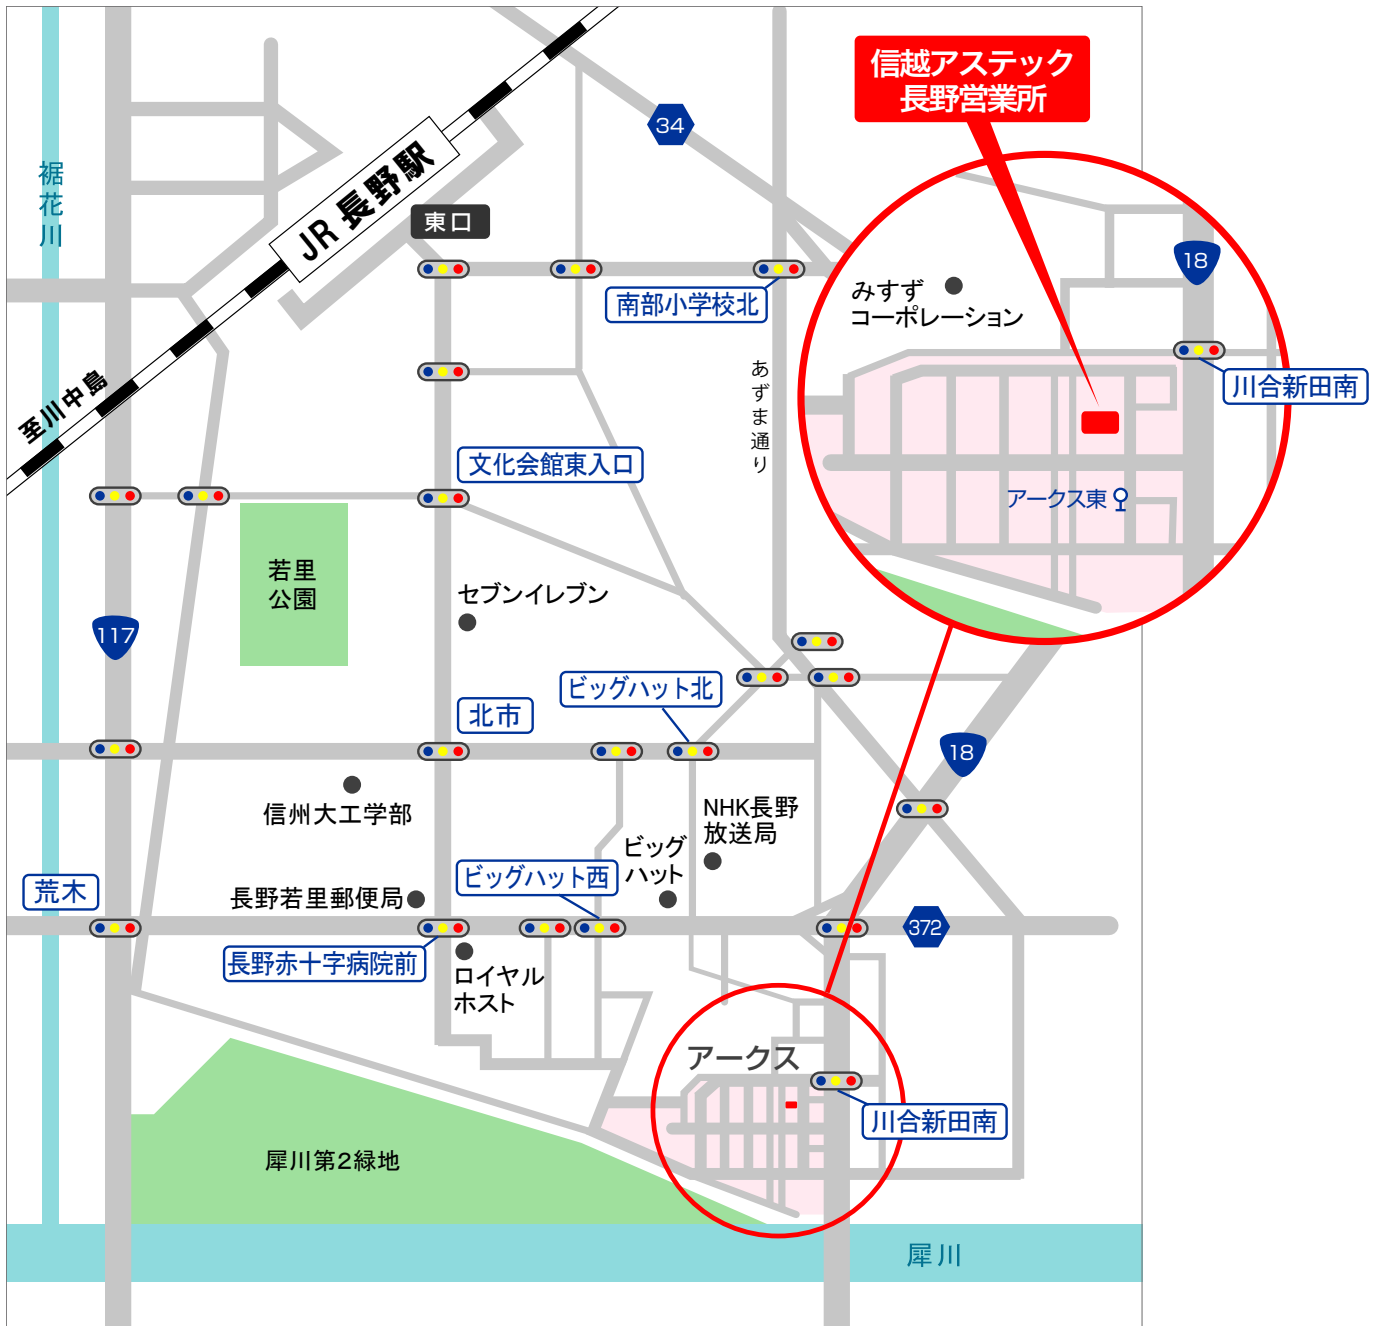 信越アステック
長野営業所
34
裾花川
JR 長野駅
東口
18
みすず
コーポレーション
南部小学校北
川合新田南
あずま通り
至川中島
文化会館東入口
アークス東
若里
公園
セブンイレブン
117
ビッグハット北
北市
18
信州大工学部
NHK長野
放送局
ビッグ
ハット
ビッグハット西
荒木
長野若里郵便局
372
長野赤十字病院前
ロイヤル
ホスト
アークス
川合新田南
犀川第2緑地
犀川